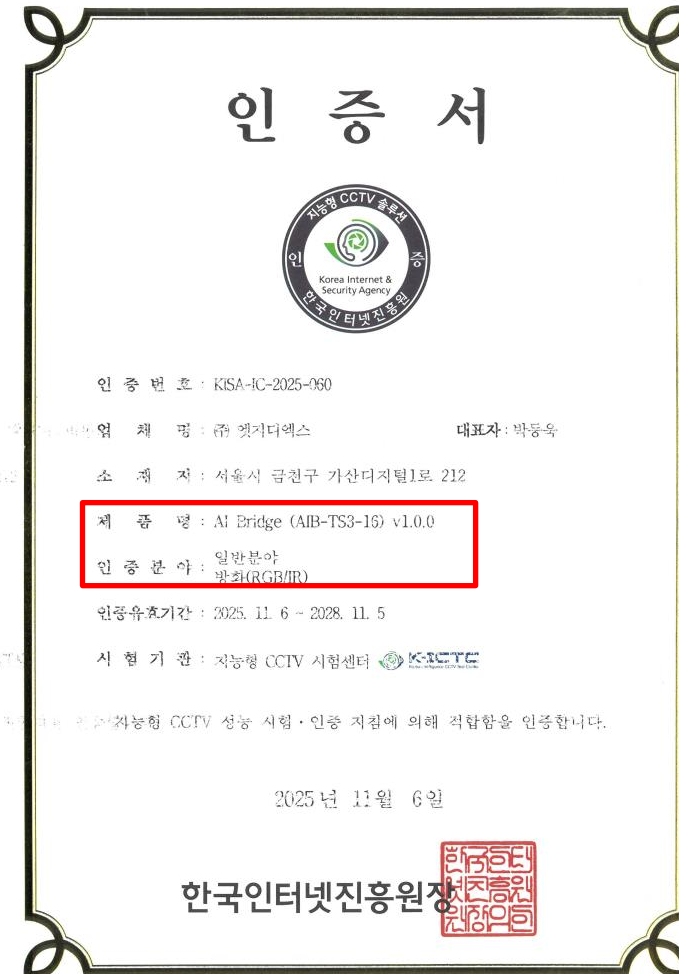 인 증 서
지능형 CCTV 솔루션
인 증
Korea Internet &
Security Agency
한국인터넷진흥원
인 증 번 호 : KISA-IC-2025-060
업 체 명 : ㈜ 엣지디엑스 대표자 : 박동욱
소 재 지 : 서울시 금천구 가산디지털1로 212
제 품 명 : AI Bridge (AIB-TS3-16) v1.0.0
인 증 분 야 : 일반분야
방화(RGB/IR)
인증유효기간 : 2025. 11. 6 ~ 2028. 11. 5
시 험 기 관 : 지능형 CCTV 시험센터 K-ICTC
지능형 CCTV 성능 시험·인증 지침에 의해 적합함을 인증합니다.
2025년 11월 6일
한국인터넷진흥원장